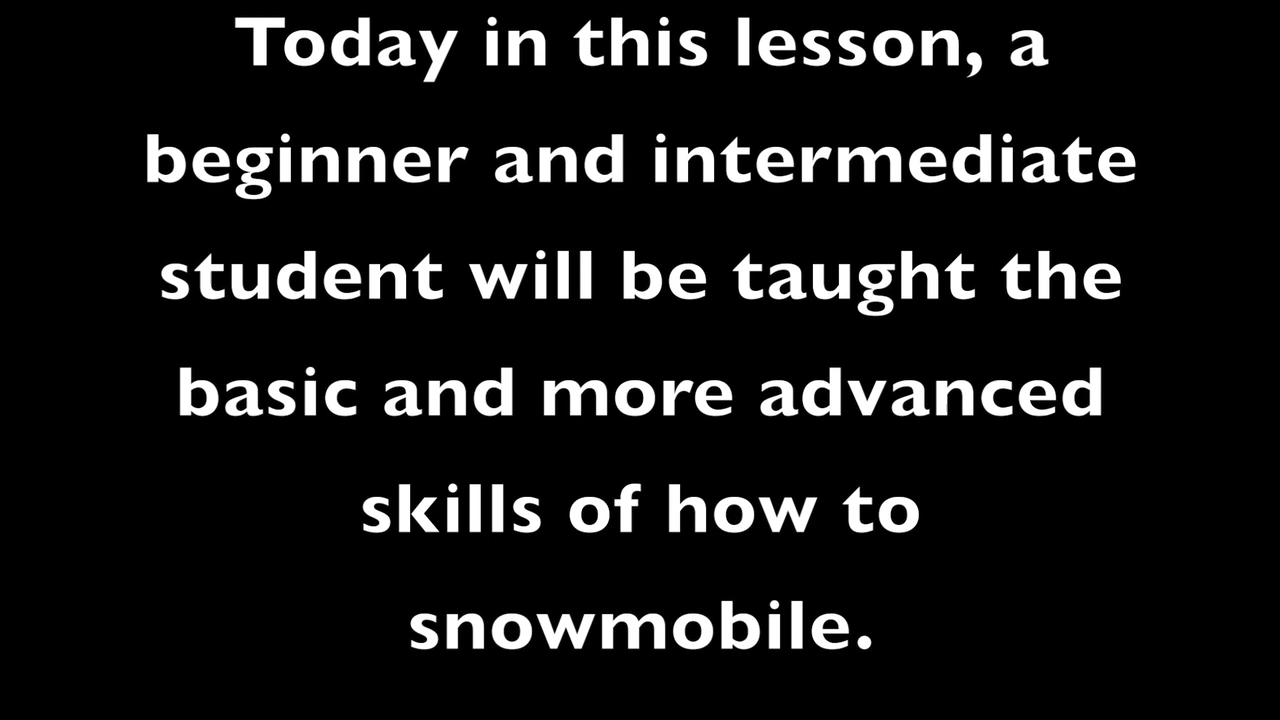 Today in this lesson, a
beginner and intermediate
student will be taught the
basic and more advanced
skills of how to
snowmobile.